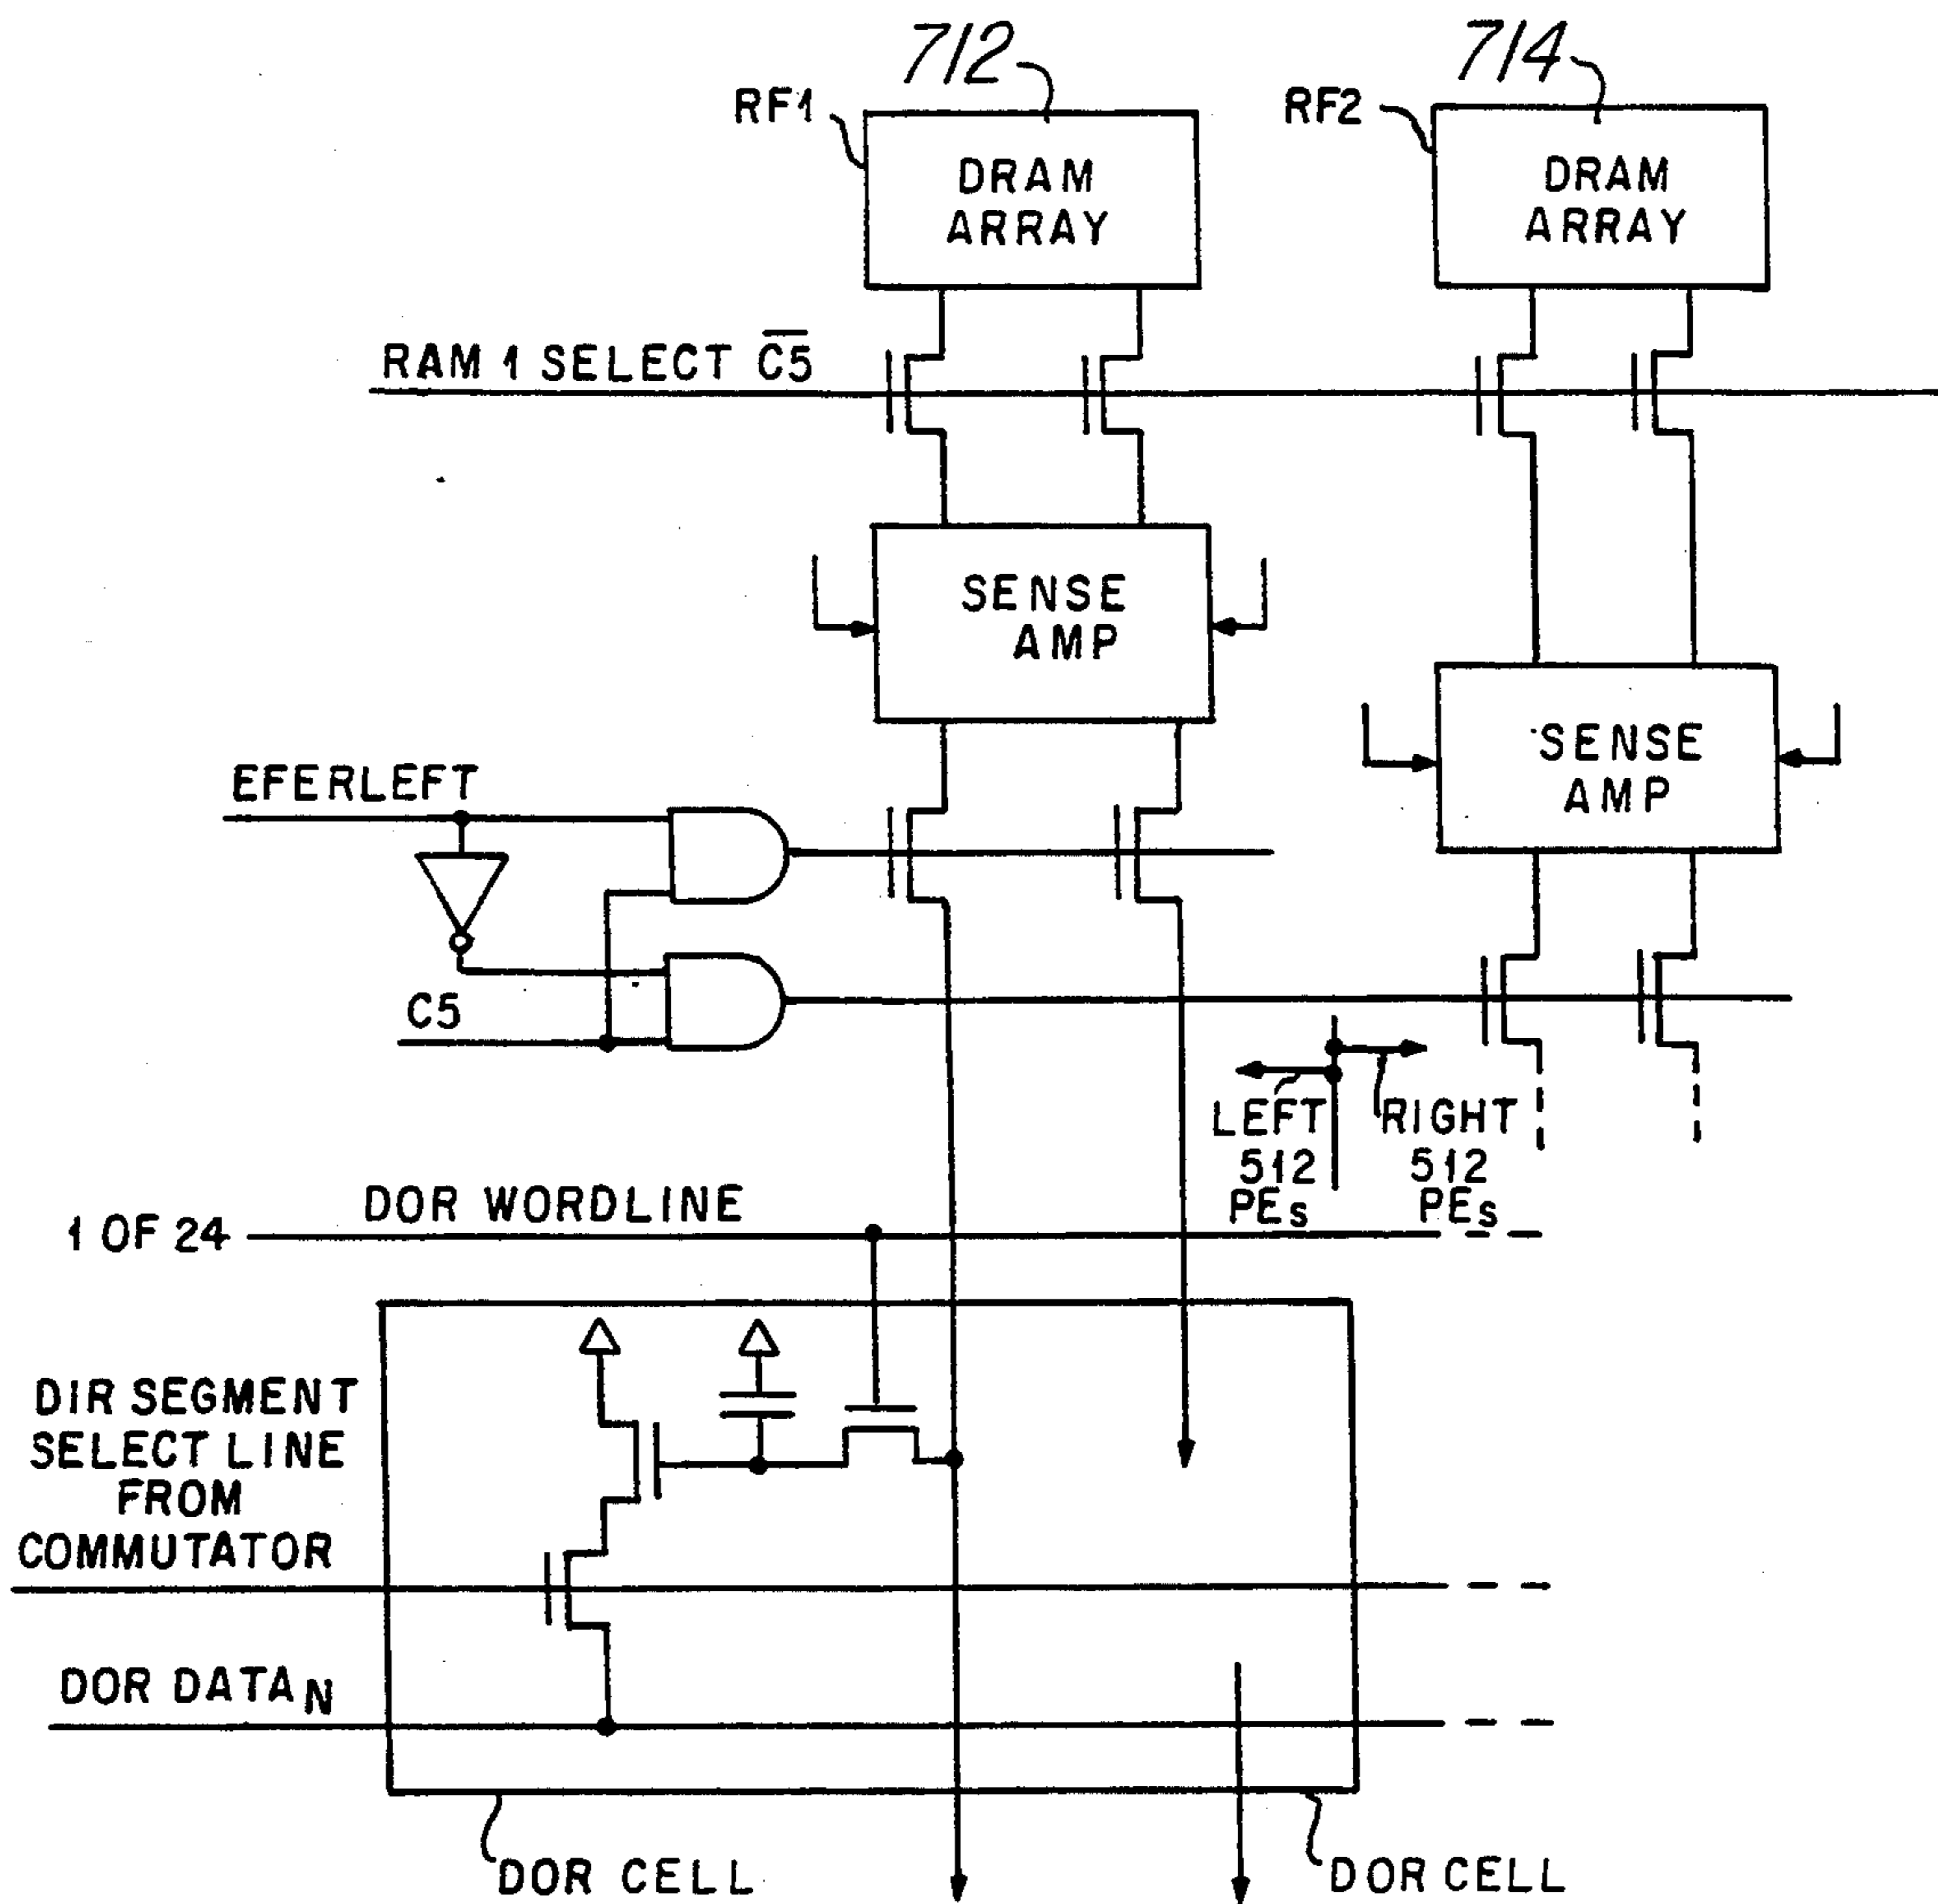 712
714
RF1
RF2
DRAM
ARRAY
DRAM
ARRAY
RAM 1 SELECT C̅5̅
SENSE
AMP
SENSE
AMP
EFERLEFT
C5
LEFT
512
PEs
RIGHT
512
PEs
DOR WORDLINE
1 OF 24
DIR SEGMENT
SELECT LINE
FROM
COMMUTATOR
DOR DATA N
DOR CELL
DOR CELL